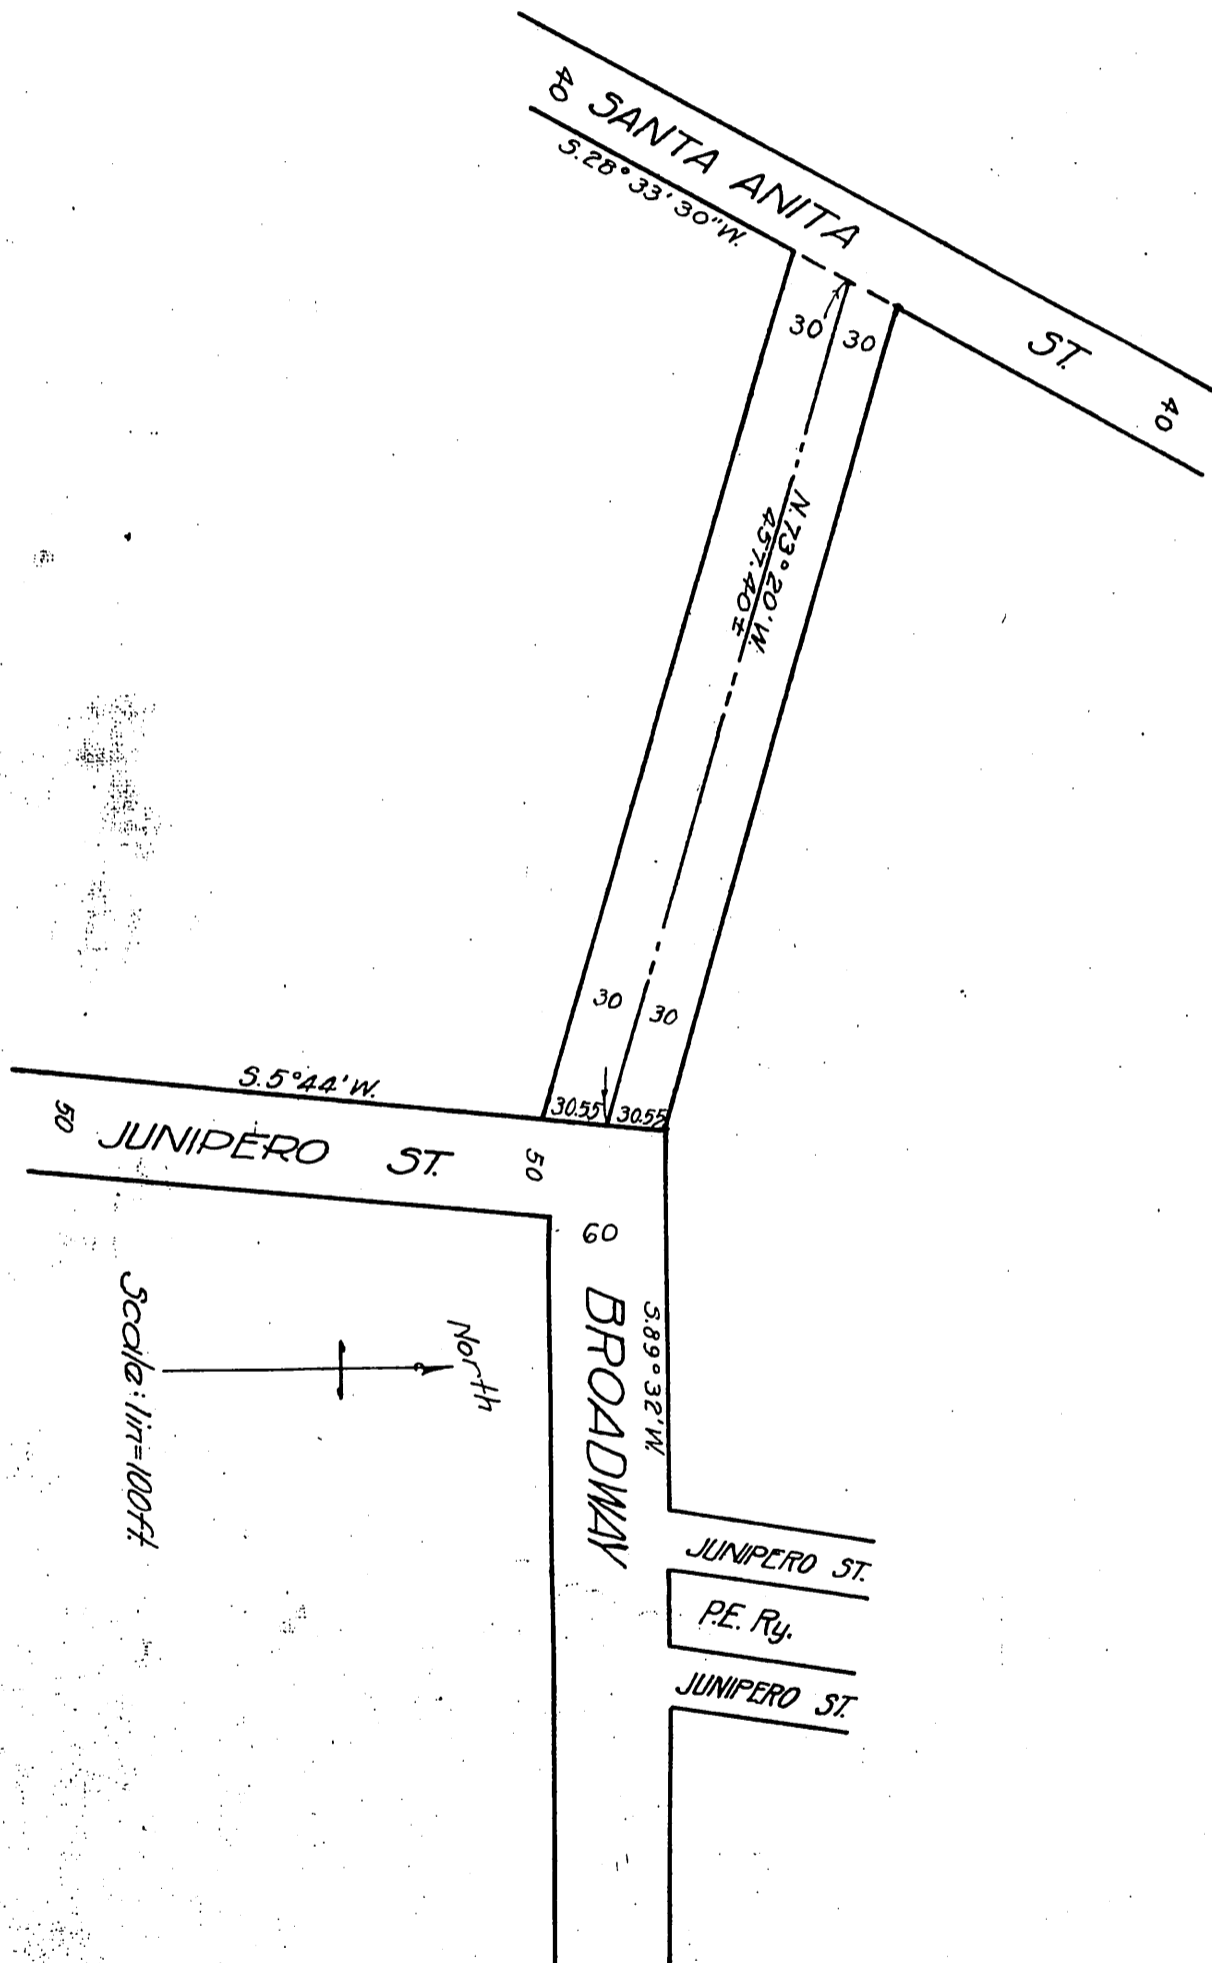 40 SANTA ANITA ST. 40
S.28°33'30"W.
30 30
N.73°20'W.
457.40±
30 30
30.55 30.55
S.5°44'W.
50 JUNIPERO ST. 50
60
BROADWAY
S.89°32'W.
North
Scale: 1in=100ft.
JUNIPERO ST.
P.E. Ry.
JUNIPERO ST.